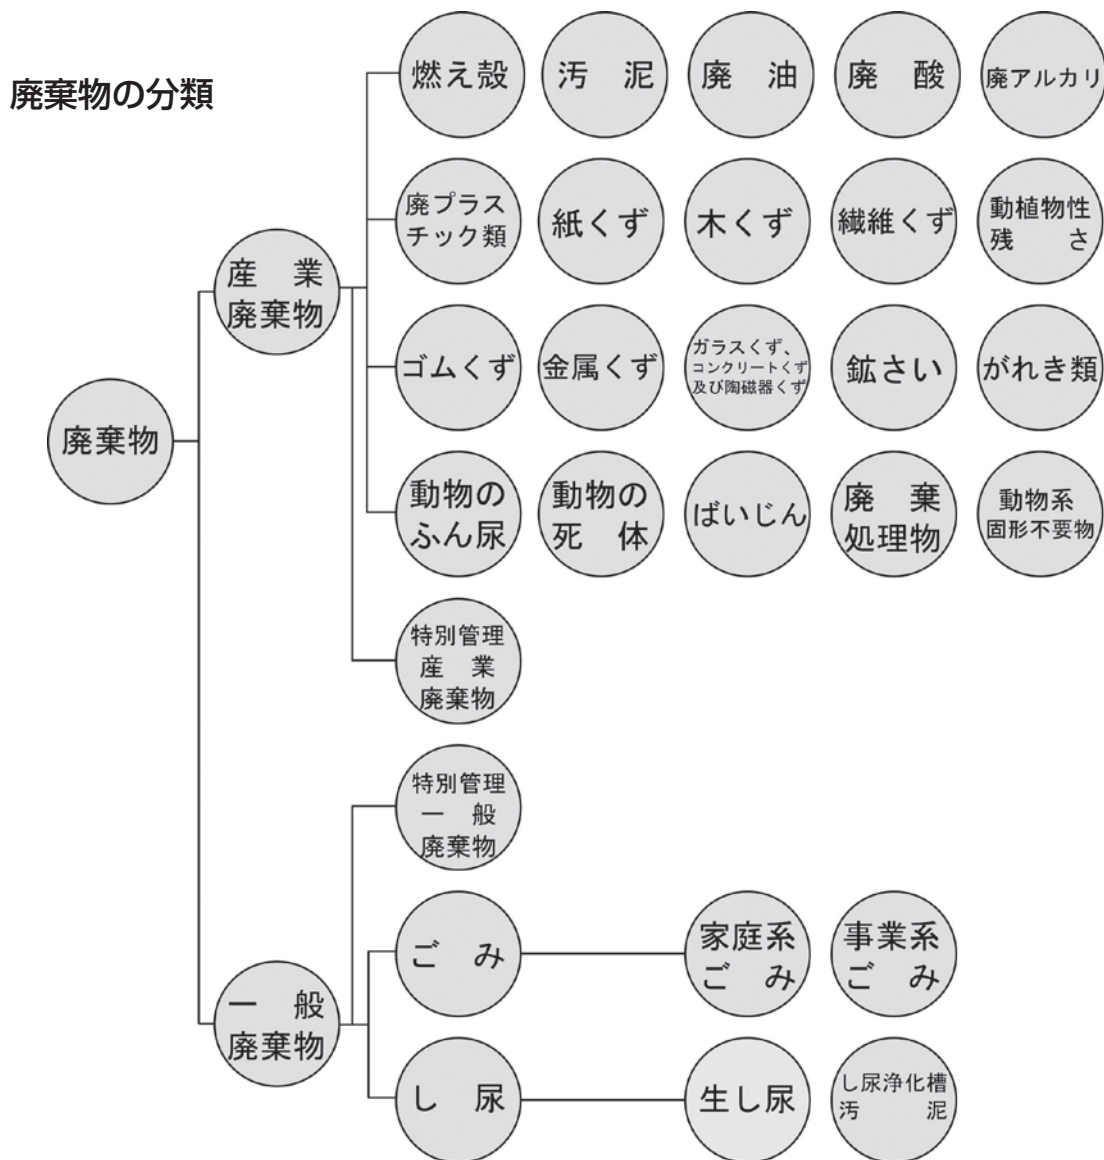 廃棄物の分類
燃え殻
汚泥
廃油
廃酸
廃アルカリ
廃プラス
チック類
紙くず
木くず
繊維くず
動植物性
残さ
産業
廃棄物
ゴムくず
金属くず
ガラスくず、
コンクリートくず
及び陶磁器くず
鉱さい
がれき類
廃棄物
動物の
ふん尿
動物の
死体
ばいじん
廃棄
処理物
動物系
固形不要物
特別管理
産業
廃棄物
特別管理
一般
廃棄物
ごみ
家庭系
ごみ
事業系
ごみ
一般
廃棄物
し尿
生し尿
し尿浄化槽
汚泥